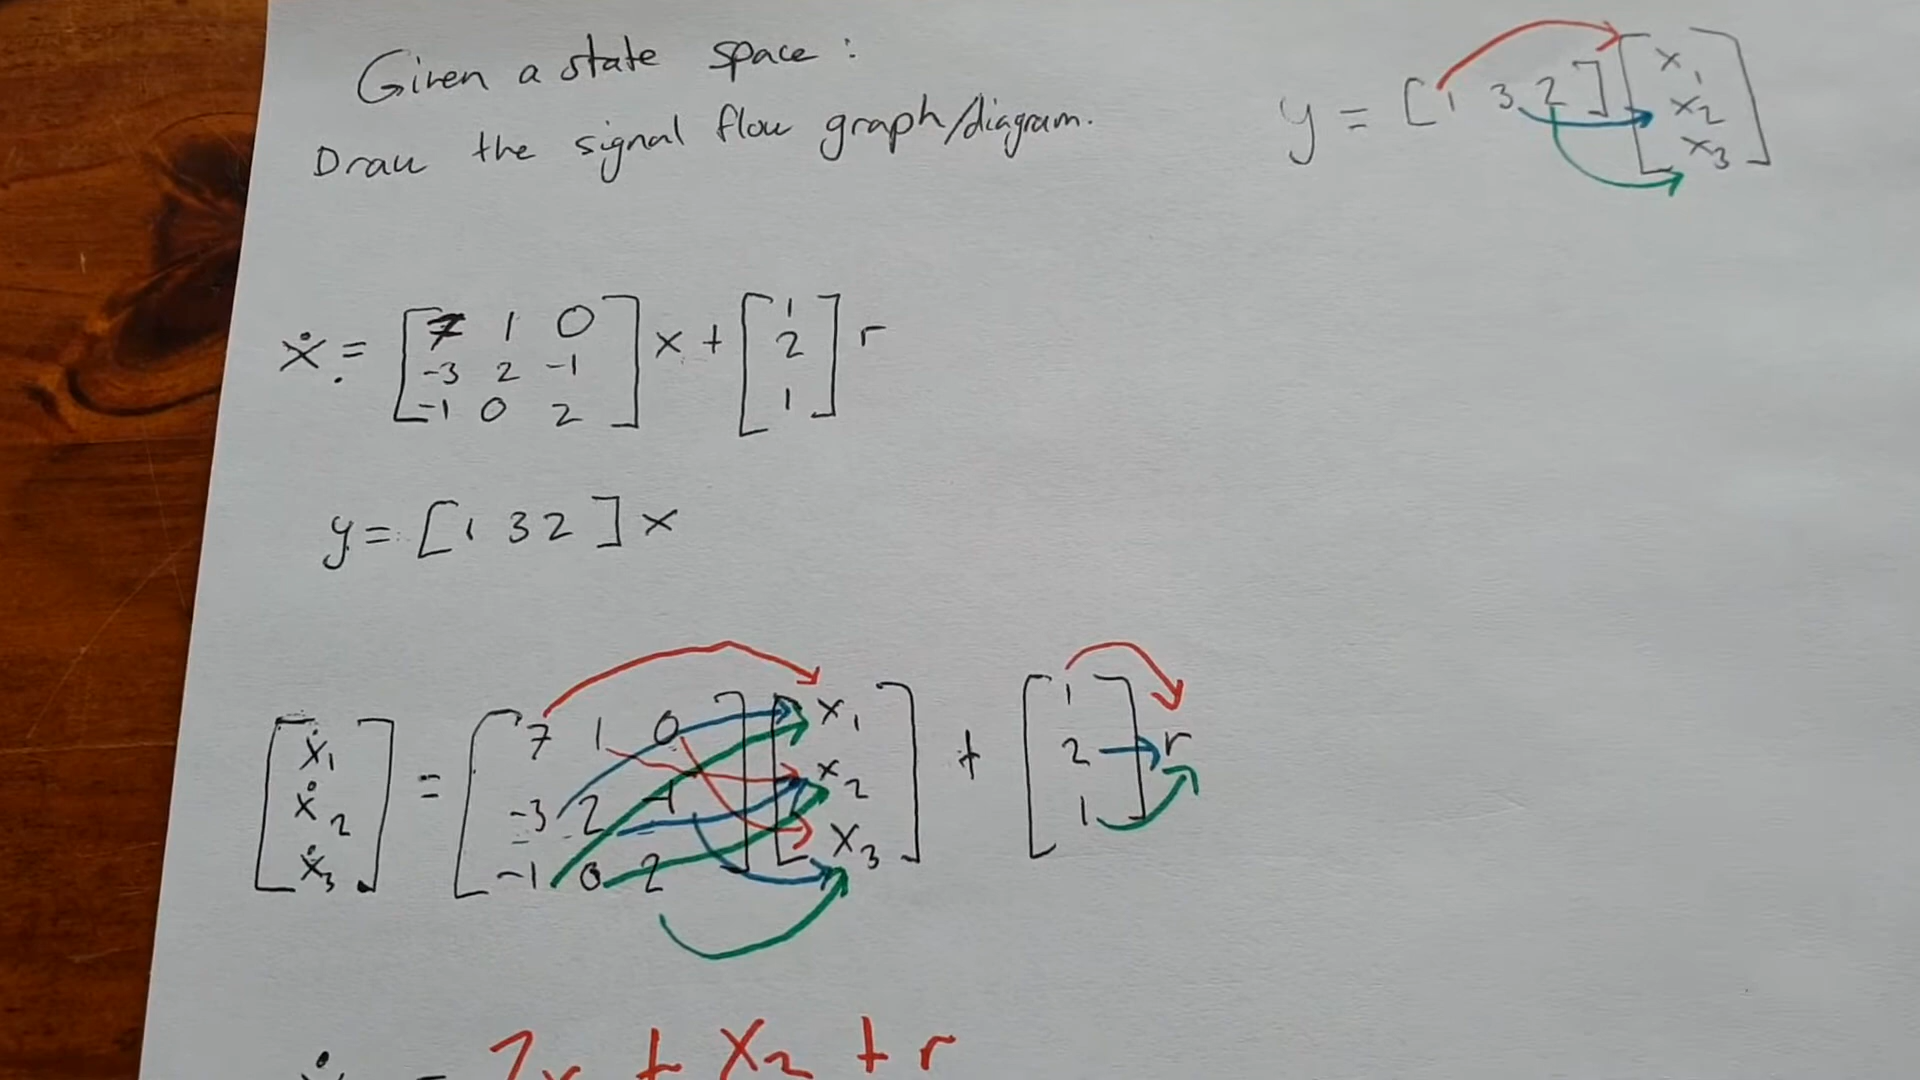 Given a state space :
Draw the signal flow graph/diagram.
y = [1 3 2] [x1
x2
x3]
ẋ = [7 1 0
-3 2 -1
-1 0 2] x + [1
2
1] r
y = [1 3 2] x
[ẋ1
ẋ2
ẋ3] = [7 1 0
-3 2 -1
-1 0 2] [x1
x2
x3] + [1
2
1] r
= 7x + x2 + r